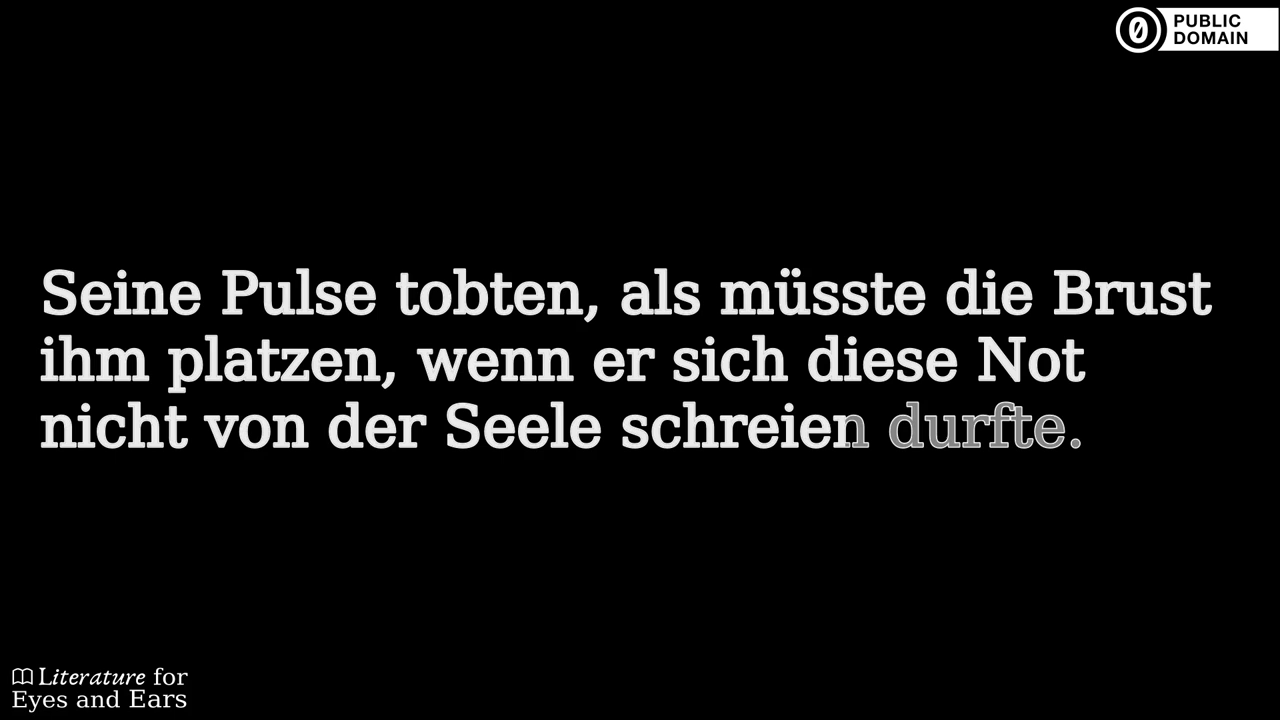 PUBLIC
DOMAIN
Seine Pulse tobten, als müsste die Brust
ihm platzen, wenn er sich diese Not
nicht von der Seele schreien durfte.
Literature for
Eyes and Ears